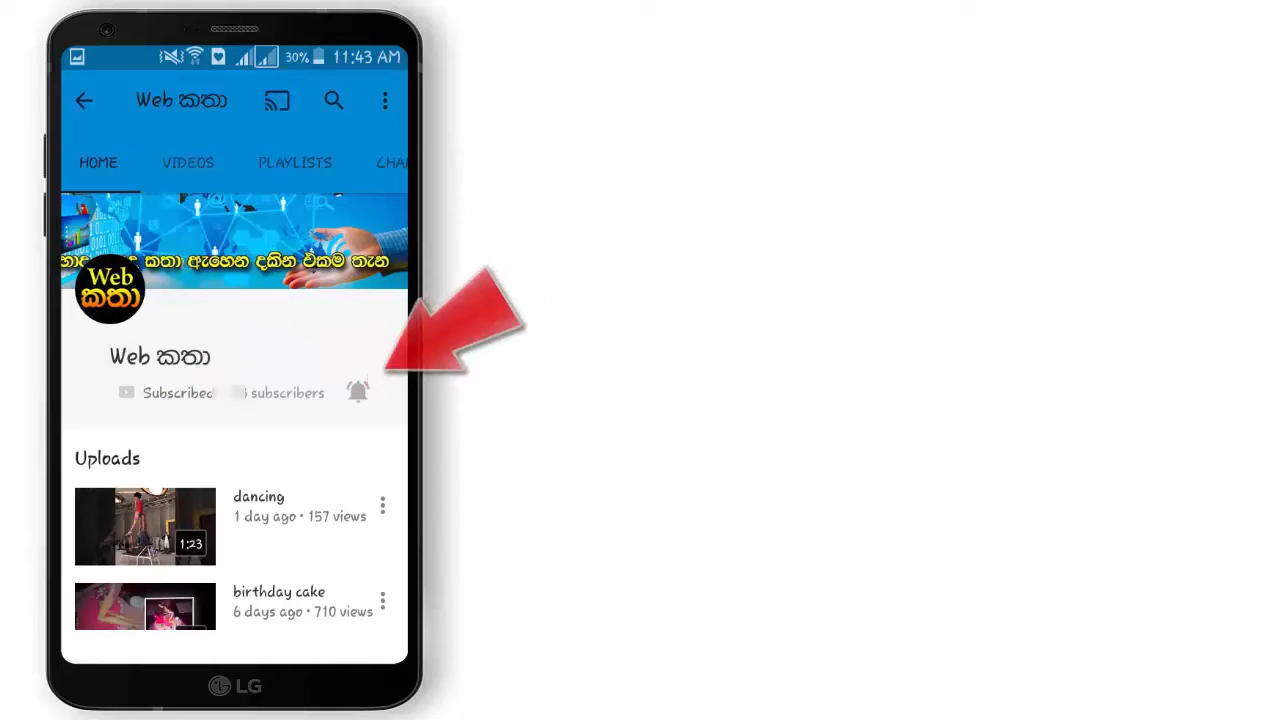 30% 11:43 AM
Web කතා
HOME VIDEOS PLAYLISTS
කතා ඇහෙන දකින එකම තැන
Web
කතා
Web කතා
Subscribed subscribers
Uploads
dancing
1 day ago • 157 views
1:23
birthday cake
6 days ago • 710 views
LG